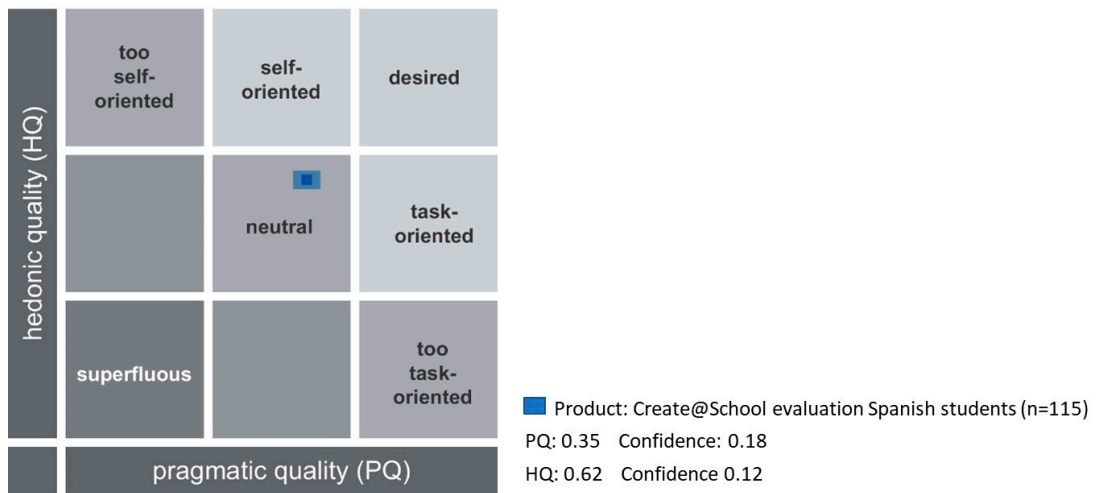 too
self-
oriented
self-
oriented
desired
hedonic quality (HQ)
neutral
task-
oriented
superfluous
too
task-
oriented
pragmatic quality (PQ)
Product: Create@School evaluation Spanish students (n=115)
PQ: 0.35 Confidence: 0.18
HQ: 0.62 Confidence 0.12